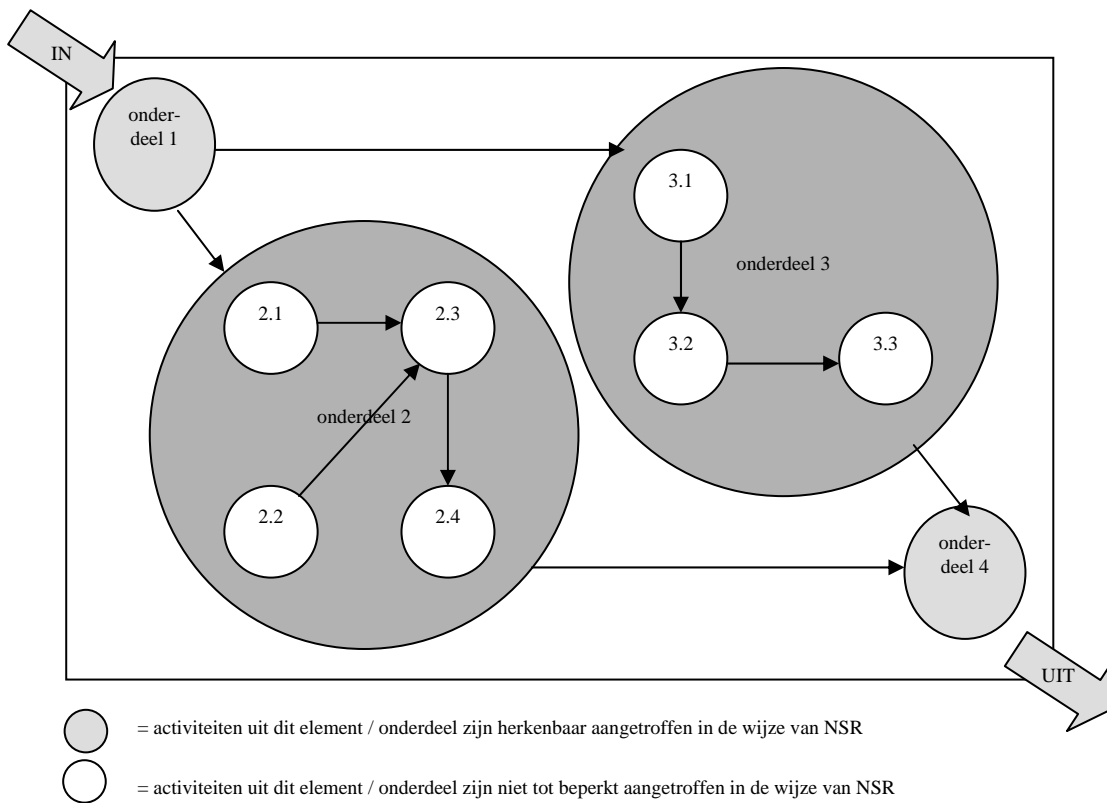 IN
onder-
deel 1
3.1
onderdeel 3
2.1
2.3
3.2
3.3
onderdeel 2
2.2
2.4
onder-
deel 4
UIT
= activiteiten uit dit element / onderdeel zijn herkenbaar aangetroffen in de wijze van NSR
= activiteiten uit dit element / onderdeel zijn niet tot beperkt aangetroffen in de wijze van NSR